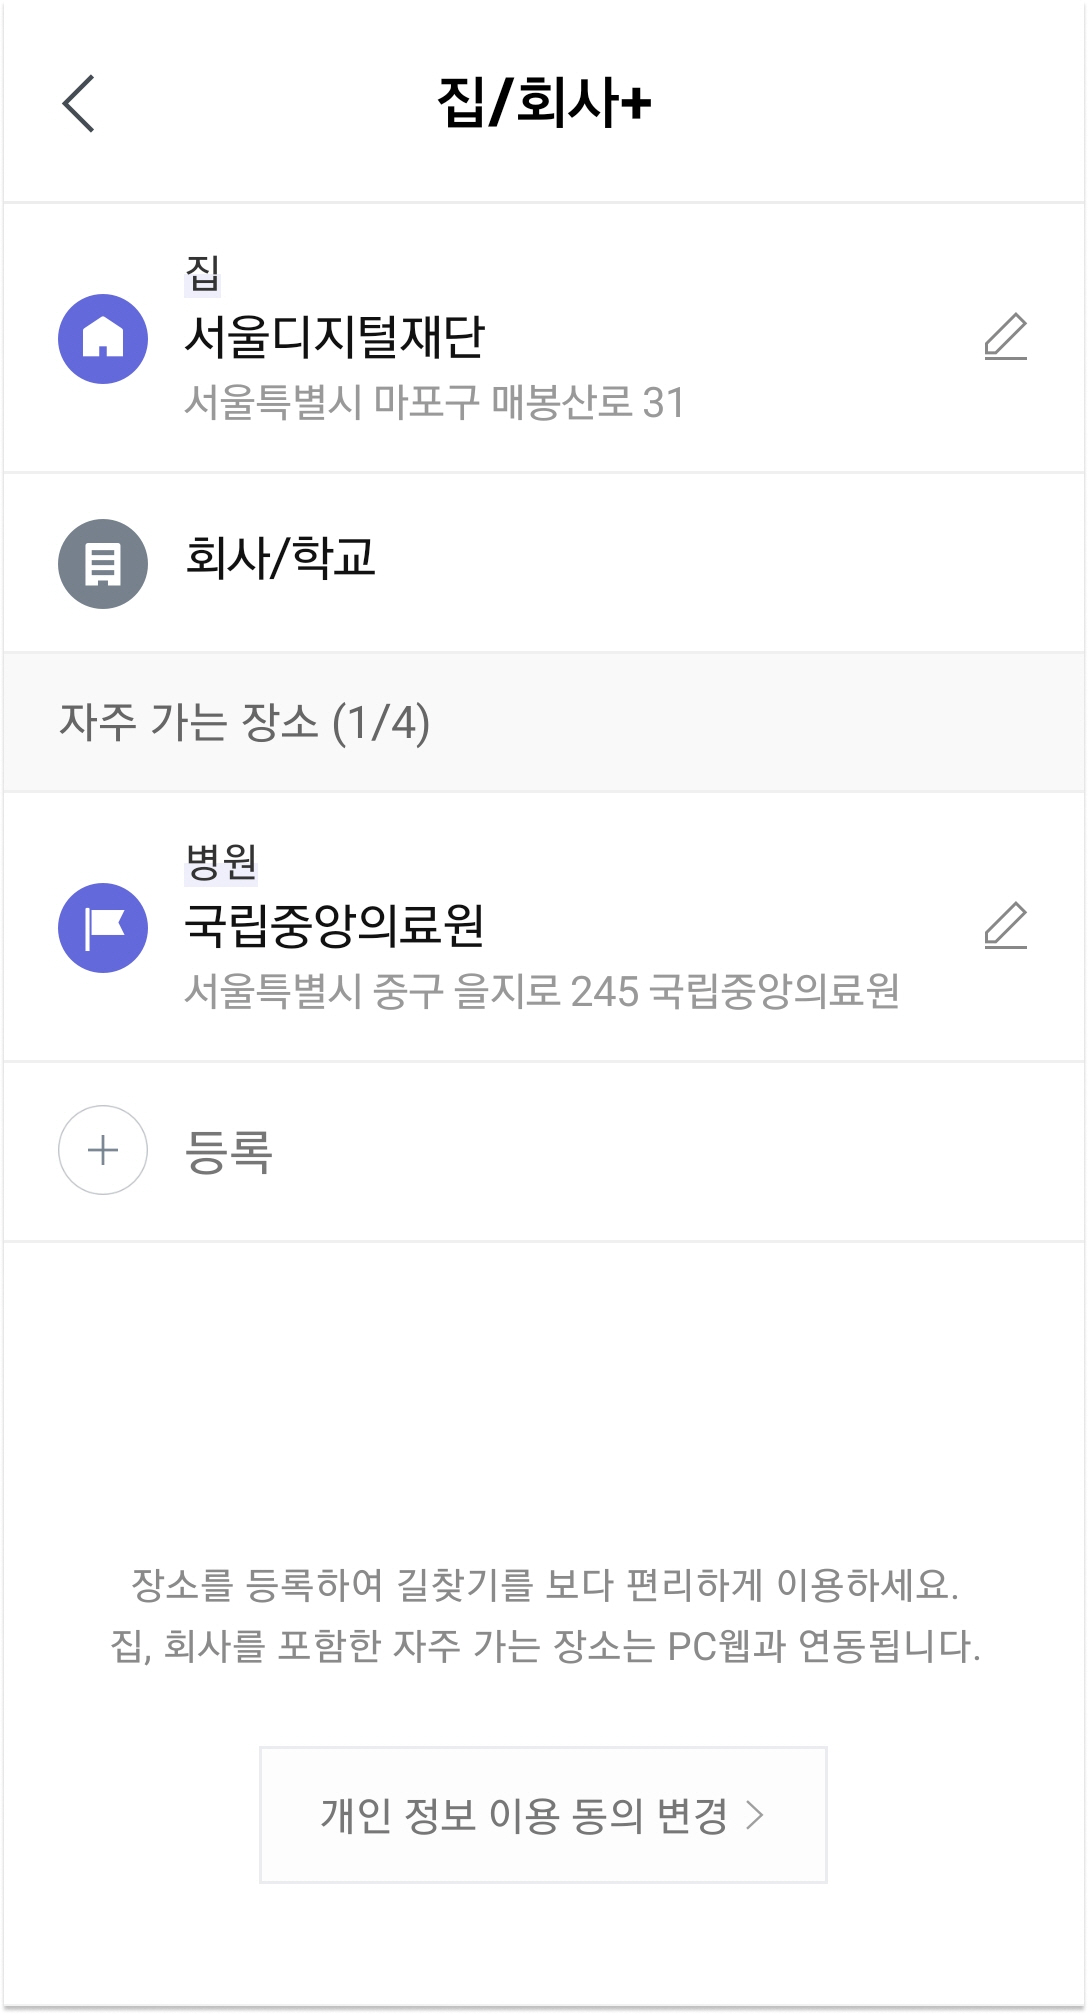 집/회사+
집
서울디지털재단
서울특별시 마포구 매봉산로 31
회사/학교
자주 가는 장소 (1/4)
병원
국립중앙의료원
서울특별시 중구 을지로 245 국립중앙의료원
등록
장소를 등록하여 길찾기를 보다 편리하게 이용하세요.
집, 회사를 포함한 자주 가는 장소는 PC웹과 연동됩니다.
개인 정보 이용 동의 변경